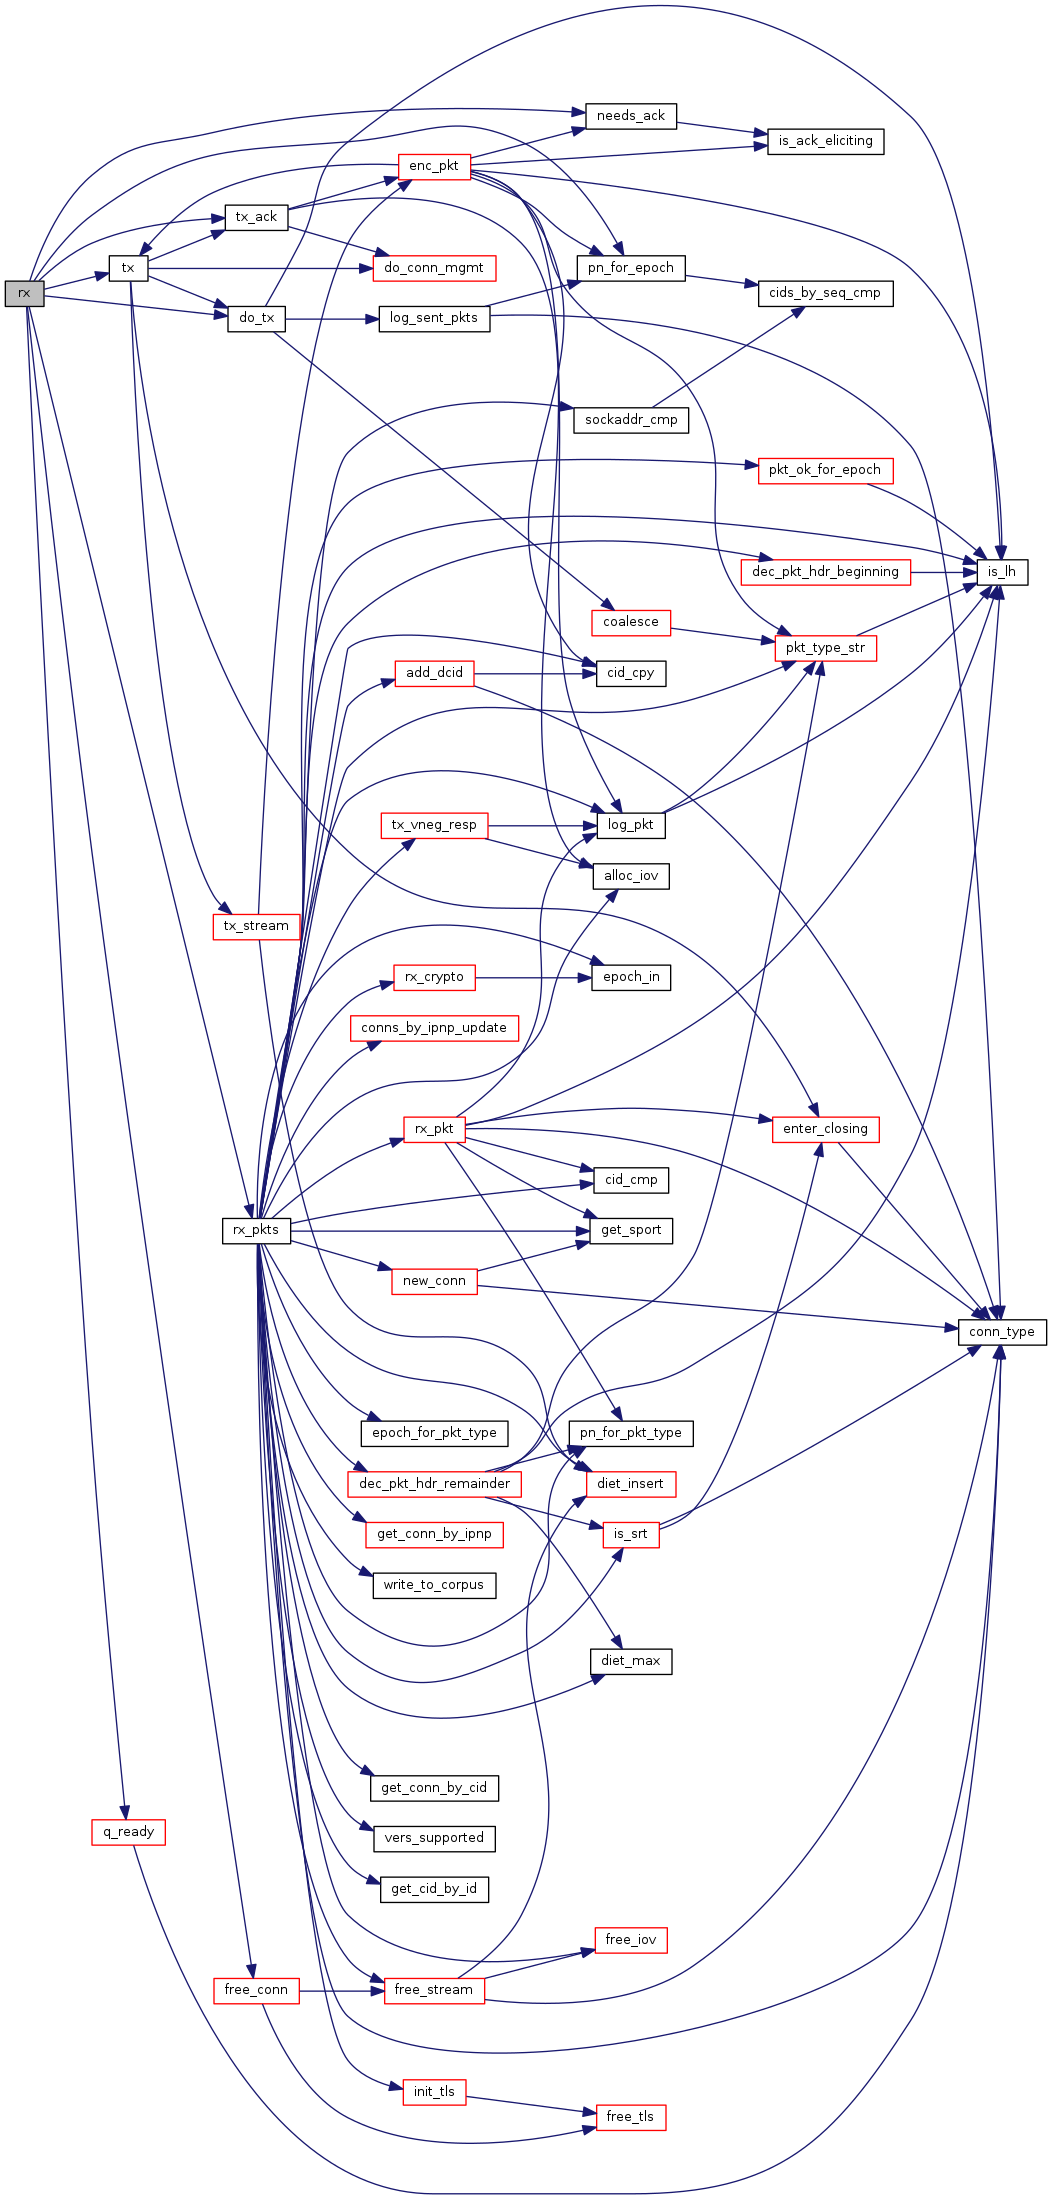 needs_ack
is_ack_eliciting
enc_pkt
tx_ack
pn_for_epoch
tx
do_conn_mgmt
rx
cids_by_seq_cmp
do_tx
log_sent_pkts
sockaddr_cmp
pkt_ok_for_epoch
dec_pkt_hdr_beginning
is_lh
coalesce
pkt_type_str
add_dcid
cid_cpy
tx_vneg_resp
log_pkt
alloc_iov
tx_stream
rx_crypto
epoch_in
conns_by_ipnp_update
rx_pkt
enter_closing
cid_cmp
rx_pkts
get_sport
new_conn
conn_type
epoch_for_pkt_type
pn_for_pkt_type
dec_pkt_hdr_remainder
diet_insert
get_conn_by_ipnp
is_srt
write_to_corpus
diet_max
get_conn_by_cid
q_ready
vers_supported
get_cid_by_id
free_iov
free_conn
free_stream
init_tls
free_tls